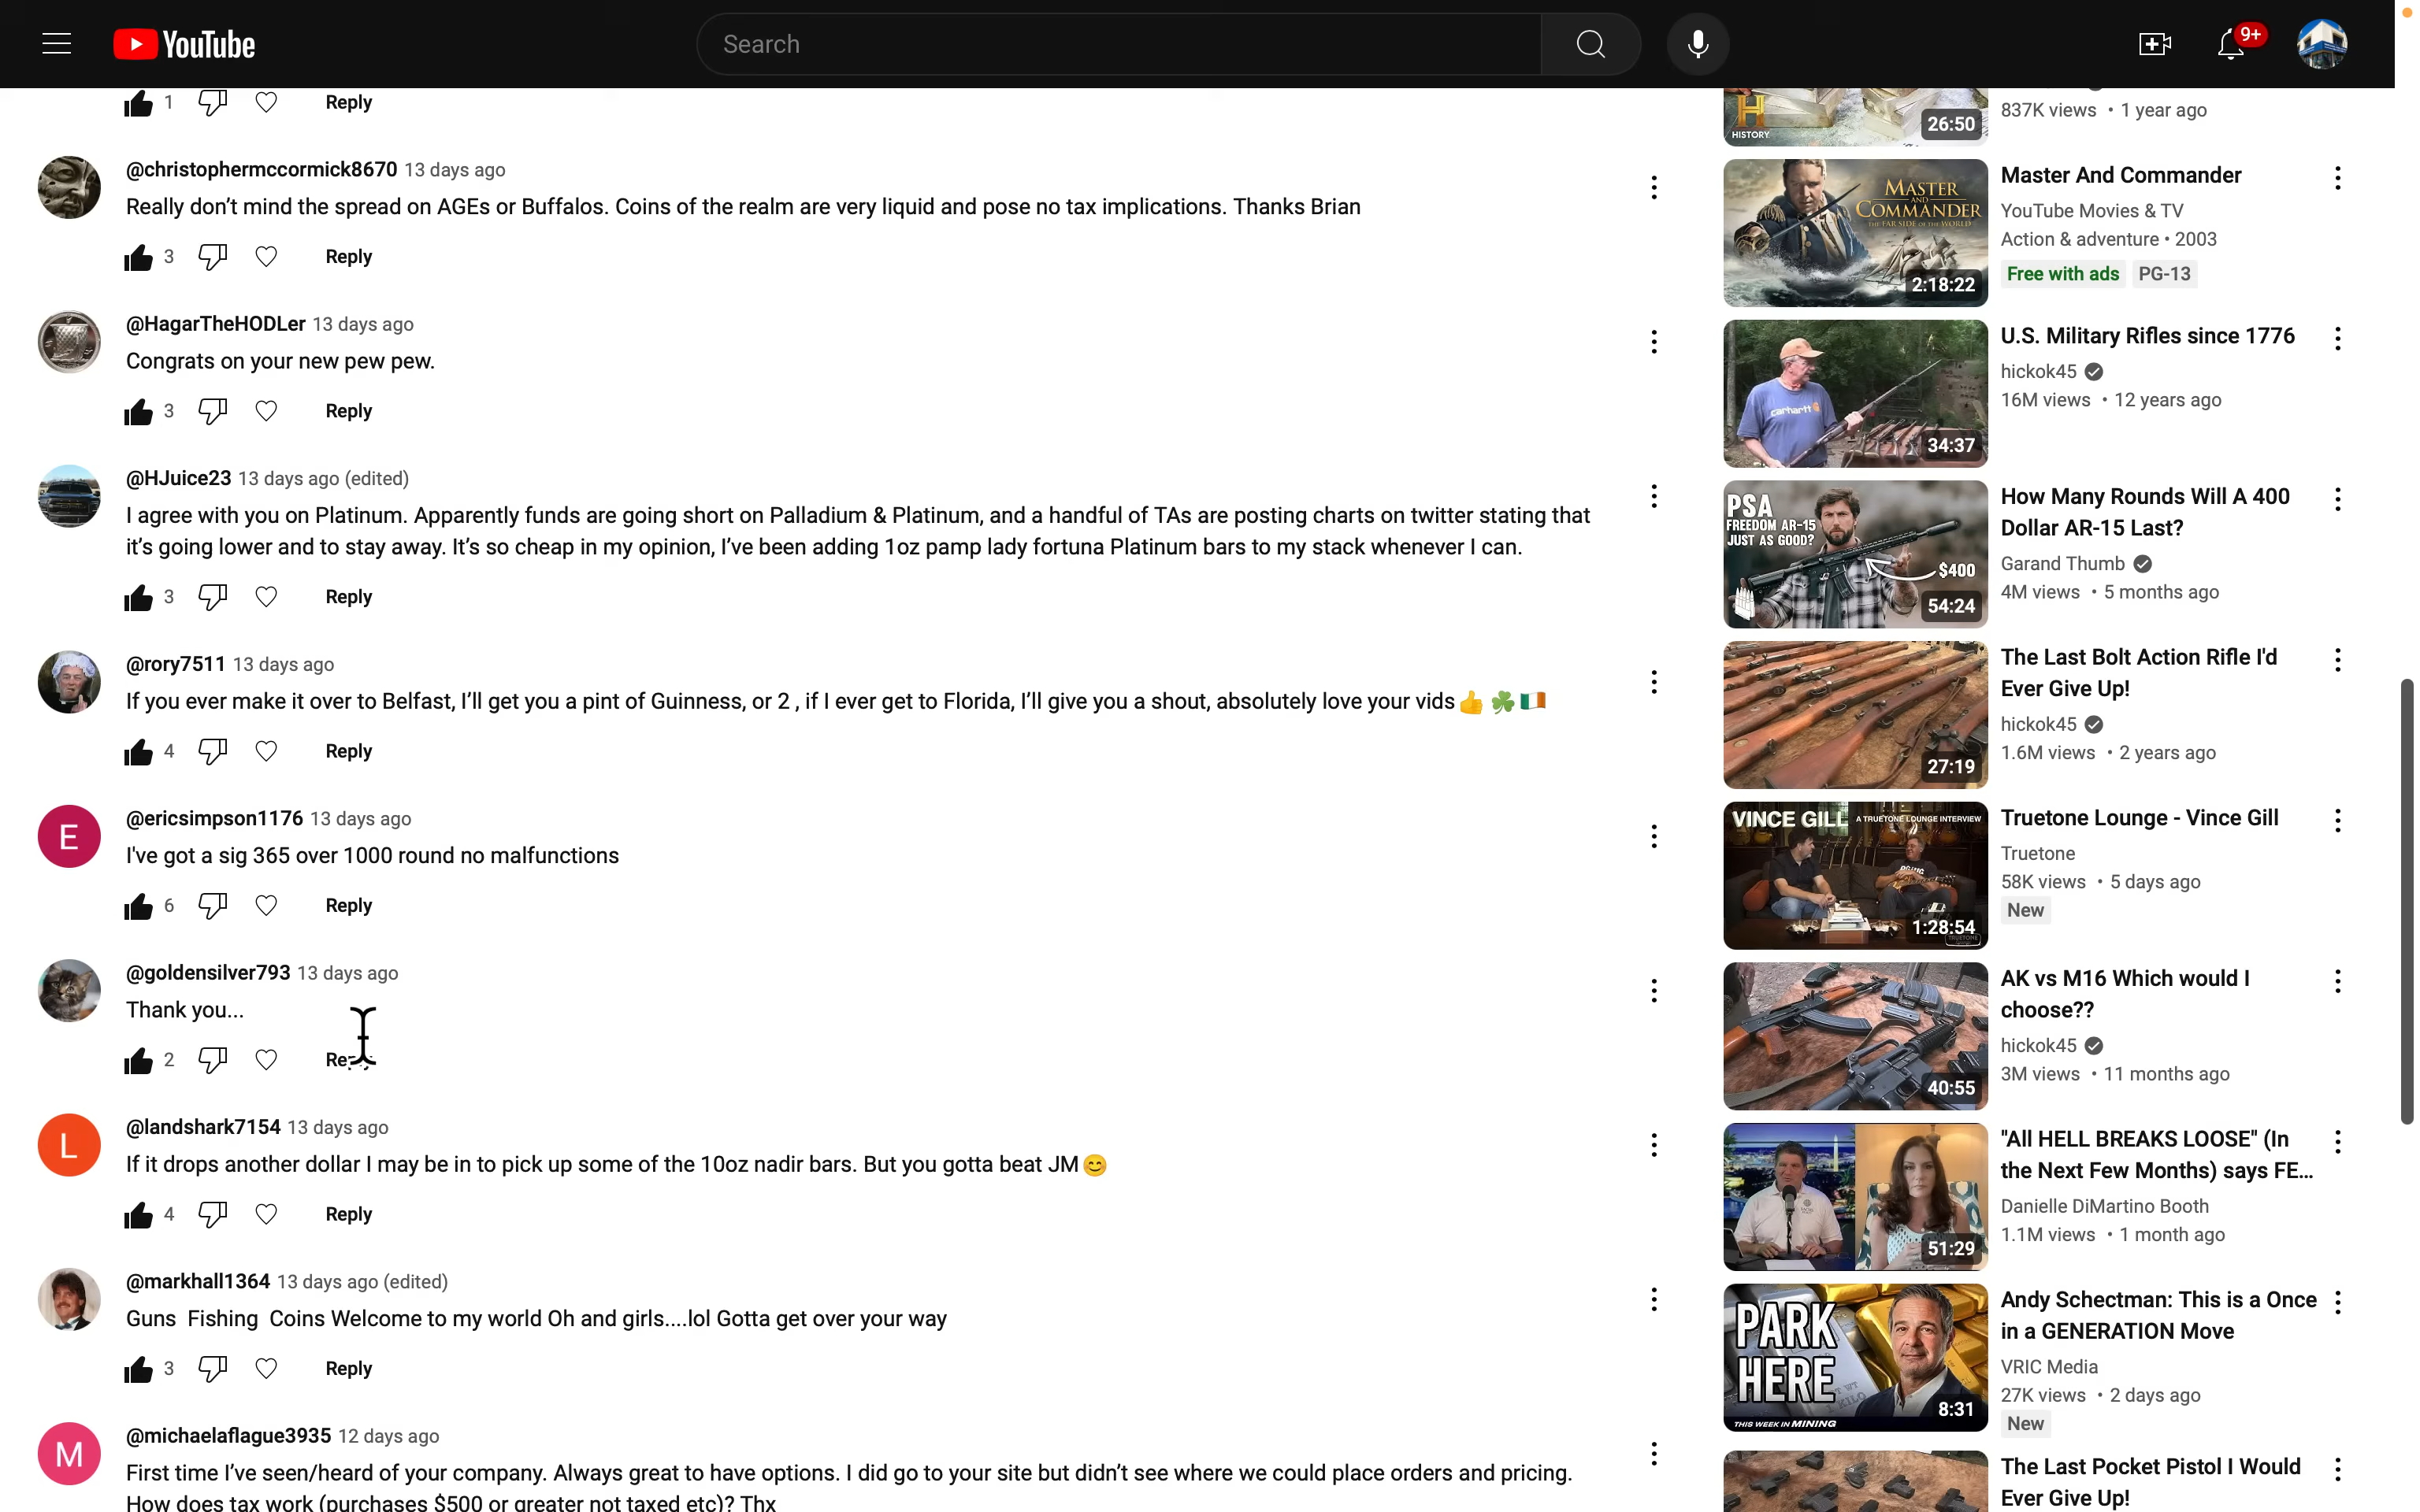 YouTube
Search
9+
1
Reply
@christophermccormick8670 13 days ago
Really don’t mind the spread on AGEs or Buffalos. Coins of the realm are very liquid and pose no tax implications. Thanks Brian
3
Reply
@HagarTheHODLer 13 days ago
Congrats on your new pew pew.
3
Reply
@HJuice23 13 days ago (edited)
I agree with you on Platinum. Apparently funds are going short on Palladium & Platinum, and a handful of TAs are posting charts on twitter stating that
it’s going lower and to stay away. It’s so cheap in my opinion, I’ve been adding 1oz pamp lady fortuna Platinum bars to my stack whenever I can.
3
Reply
@rory7511 13 days ago
If you ever make it over to Belfast, I’ll get you a pint of Guinness, or 2 , if I ever get to Florida, I’ll give you a shout, absolutely love your vids👍 ☘️ 🇮🇪
4
Reply
E
@ericsimpson1176 13 days ago
I've got a sig 365 over 1000 round no malfunctions
6
Reply
@goldensilver793 13 days ago
Thank you...
2
Reply
L
@landshark7154 13 days ago
If it drops another dollar I may be in to pick up some of the 10oz nadir bars. But you gotta beat JM😊
4
Reply
@markhall1364 13 days ago (edited)
Guns  Fishing  Coins Welcome to my world Oh and girls....lol Gotta get over your way
3
Reply
M
@michaelaflague3935 12 days ago
First time I’ve seen/heard of your company. Always great to have options. I did go to your site but didn’t see where we could place orders and pricing.
How does tax work (purchases $500 or greater not taxed etc)? Thx
H
HISTORY
26:50
837K views • 1 year ago
MASTER
AND
COMMANDER
THE FAR SIDE OF THE WORLD
2:18:22
Master And Commander
YouTube Movies & TV
Action & adventure • 2003
Free with ads PG-13
carhartt
34:37
U.S. Military Rifles since 1776
hickok45
16M views • 12 years ago
PSA
FREEDOM AR-15
JUST AS GOOD?
$400
54:24
How Many Rounds Will A 400
Dollar AR-15 Last?
Garand Thumb
4M views • 5 months ago
27:19
The Last Bolt Action Rifle I'd
Ever Give Up!
hickok45
1.6M views • 2 years ago
VINCE GILL A TRUETONE LOUNGE INTERVIEW
1:28:54
TRUETONE
Truetone Lounge - Vince Gill
Truetone
58K views • 5 days ago
New
40:55
AK vs M16 Which would I
choose??
hickok45
3M views • 11 months ago
51:29
"All HELL BREAKS LOOSE" (In
the Next Few Months) says FE...
Danielle DiMartino Booth
1.1M views • 1 month ago
PARK
HERE
THIS WEEK IN MINING
8:31
Andy Schectman: This is a Once
in a GENERATION Move
VRIC Media
27K views • 2 days ago
New
The Last Pocket Pistol I Would
Ever Give Up!